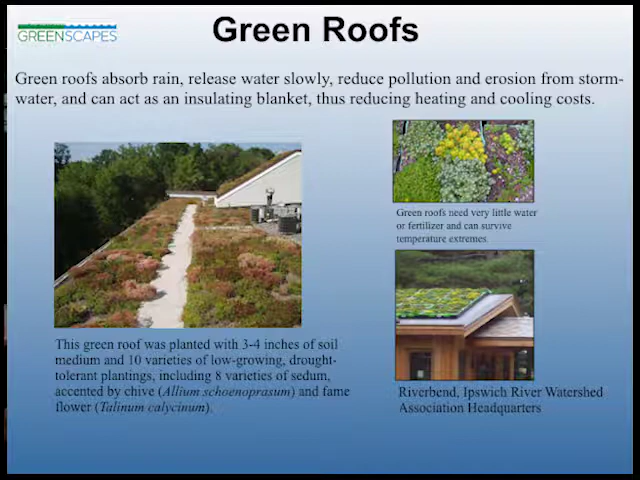 GREENSCAPES
Green Roofs
Green roofs absorb rain, release water slowly, reduce pollution and erosion from storm-
water, and can act as an insulating blanket, thus reducing heating and cooling costs.
Green roofs need very little water
or fertilizer and can survive
temperature extremes.
This green roof was planted with 3-4 inches of soil
medium and 10 varieties of low-growing, drought-
tolerant plantings, including 8 varieties of sedum,
accented by chive (Allium schoenoprasum) and fame
flower (Talinum calycinum).
Riverbend, Ipswich River Watershed
Association Headquarters